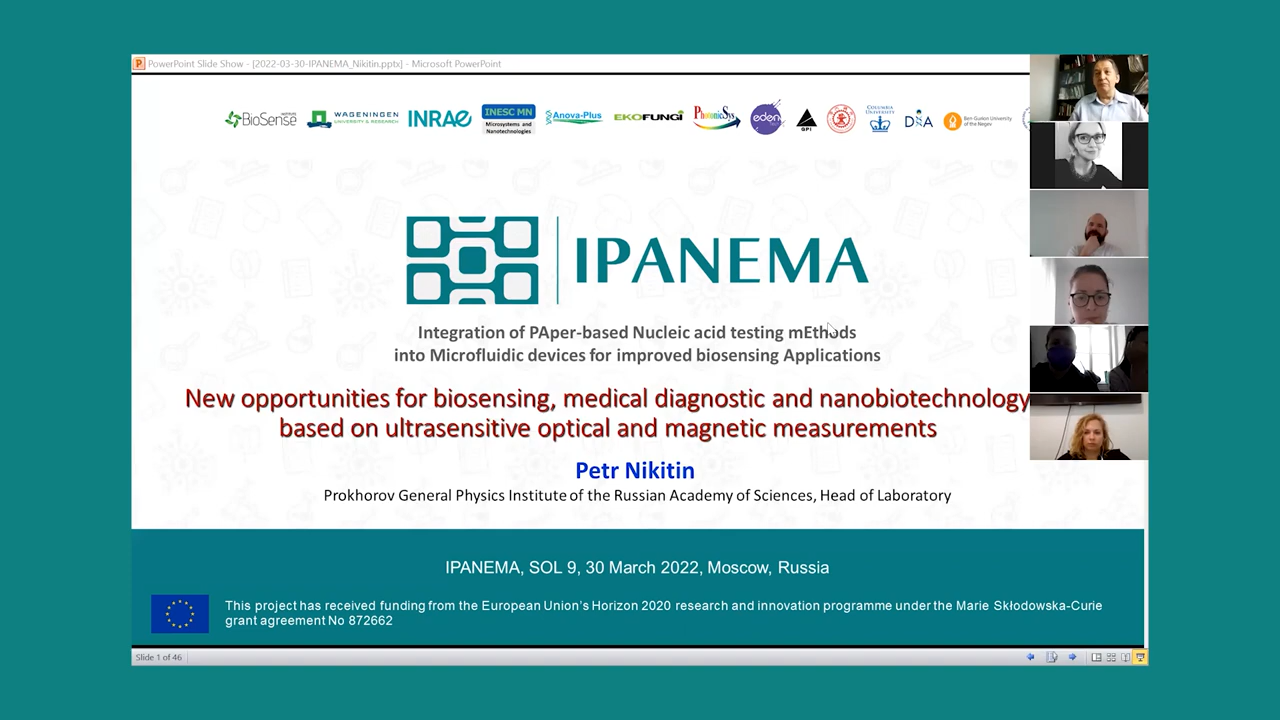 PowerPoint Slide Show - [2022-03-30-IPANEMA_Nikitin.pptx] - Microsoft PowerPoint
BioSense WAGENINGEN INRAE INESC MN Anova-Plus EKOFUNGI PhotonicSys eden GPI COLUMBIA UNIVERSITY DNA Ben-Gurion University of the Negev
UNIVERSITY & RESEARCH Microsystems and Nanotechnologies
IPANEMA
Integration of PAper-based Nucleic acid testing mEthods
into Microfluidic devices for improved biosensing Applications
New opportunities for biosensing, medical diagnostic and nanobiotechnology
based on ultrasensitive optical and magnetic measurements
Petr Nikitin
Prokhorov General Physics Institute of the Russian Academy of Sciences, Head of Laboratory
IPANEMA, SOL 9, 30 March 2022, Moscow, Russia
This project has received funding from the European Union's Horizon 2020 research and innovation programme under the Marie Skłodowska-Curie
grant agreement No 872662
Slide 1 of 46